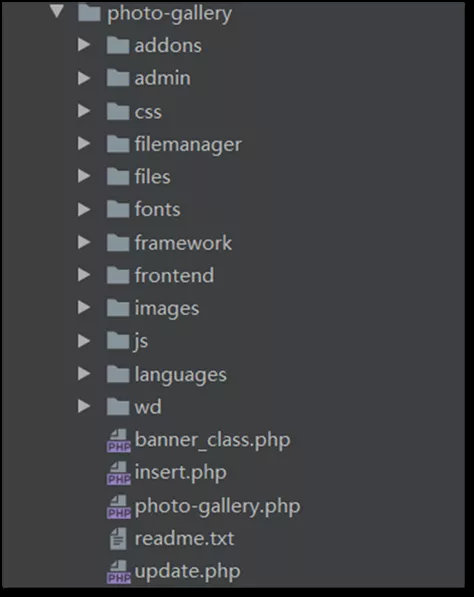 photo-gallery
addons
admin
css
filemanager
files
fonts
framework
frontend
images
js
languages
wd
PHP banner_class.php
PHP insert.php
PHP photo-gallery.php
readme.txt
PHP update.php